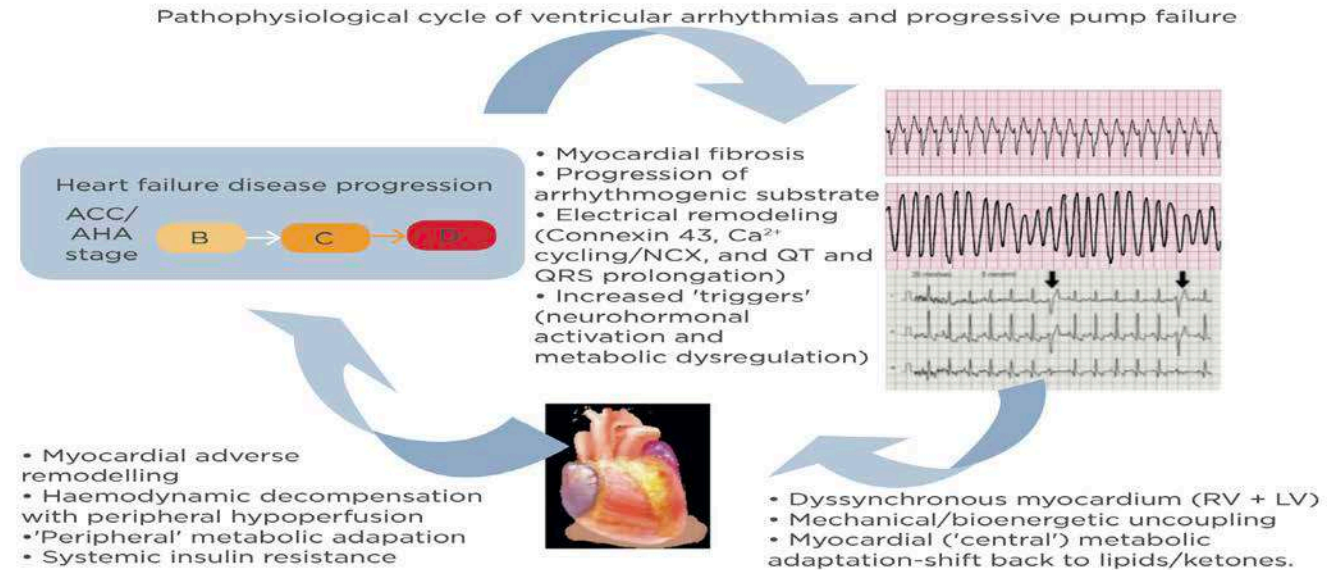 Pathophysiological cycle of ventricular arrhythmias and progressive pump failure
Heart failure disease progression
ACC/
AHA
stage
B
C
D
• Myocardial fibrosis
• Progression of
arrhythmogenic substrate
• Electrical remodeling
(Connexin 43, Ca²⁺
cycling/NCX, and QT and
QRS prolongation)
• Increased 'triggers'
(neurohormonal
activation and
metabolic dysregulation)
• Myocardial adverse
remodelling
• Haemodynamic decompensation
with peripheral hypoperfusion
•'Peripheral' metabolic adapation
• Systemic insulin resistance
• Dyssynchronous myocardium (RV + LV)
• Mechanical/bioenergetic uncoupling
• Myocardial ('central') metabolic
adaptation-shift back to lipids/ketones.